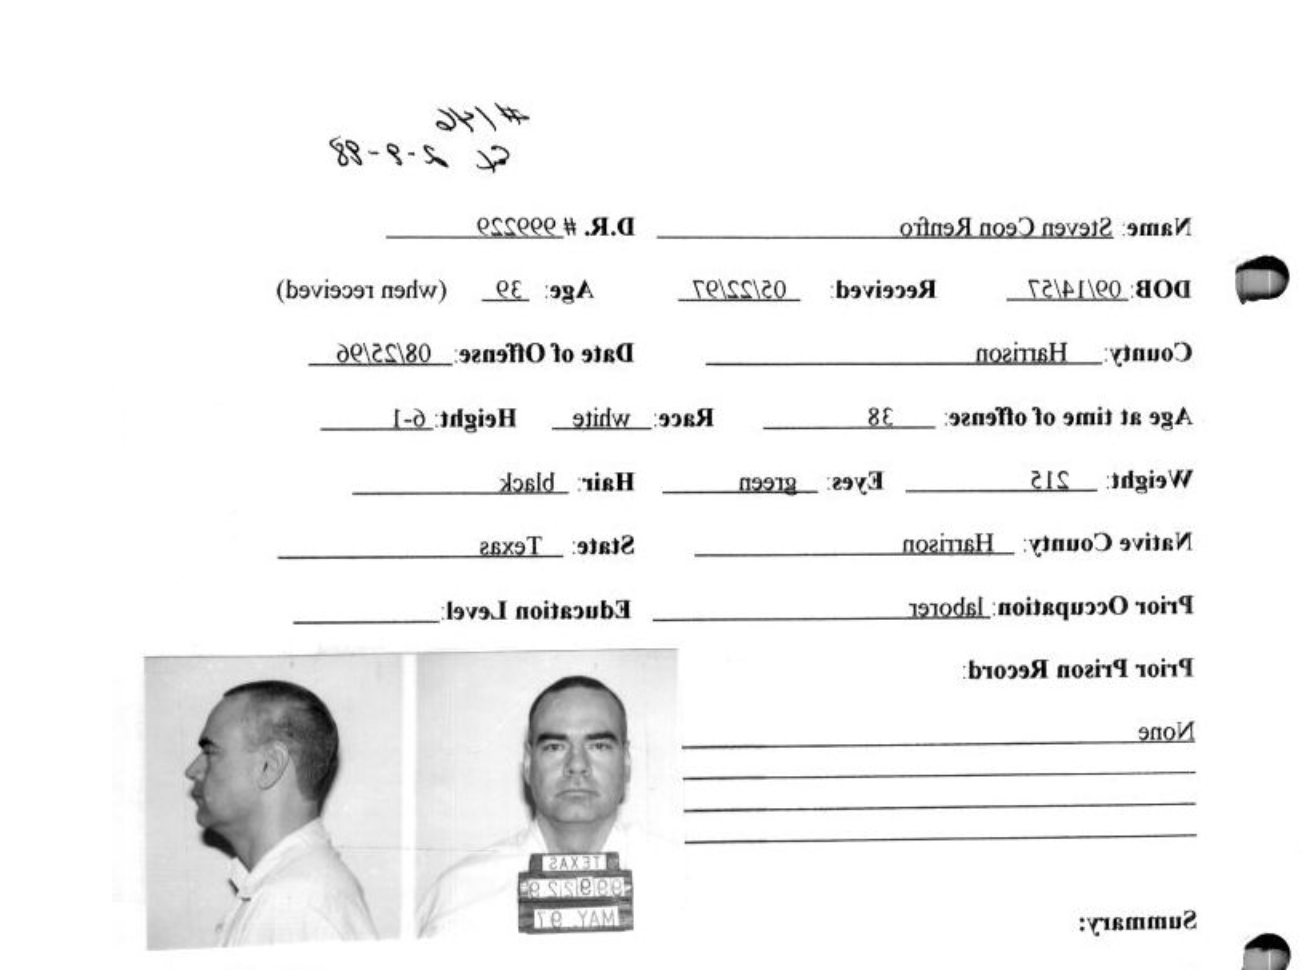 #146
ex 2-9-98
Name: Steven Ceon Renfro D.R. # 999229
DOB: 09/14/57 Received: 05/22/97 Age: 39 (when received)
County: Harrison Date of Offense: 08/25/96
Age at time of offense: 38 Race: white Height: 6-1
Weight: 215 Eyes: green Hair: black
Native County: Harrison State: Texas
Prior Occupation: laborer Education Level:
Prior Prison Record:
None
TEXAS
999229
MAY. 97
Summary: